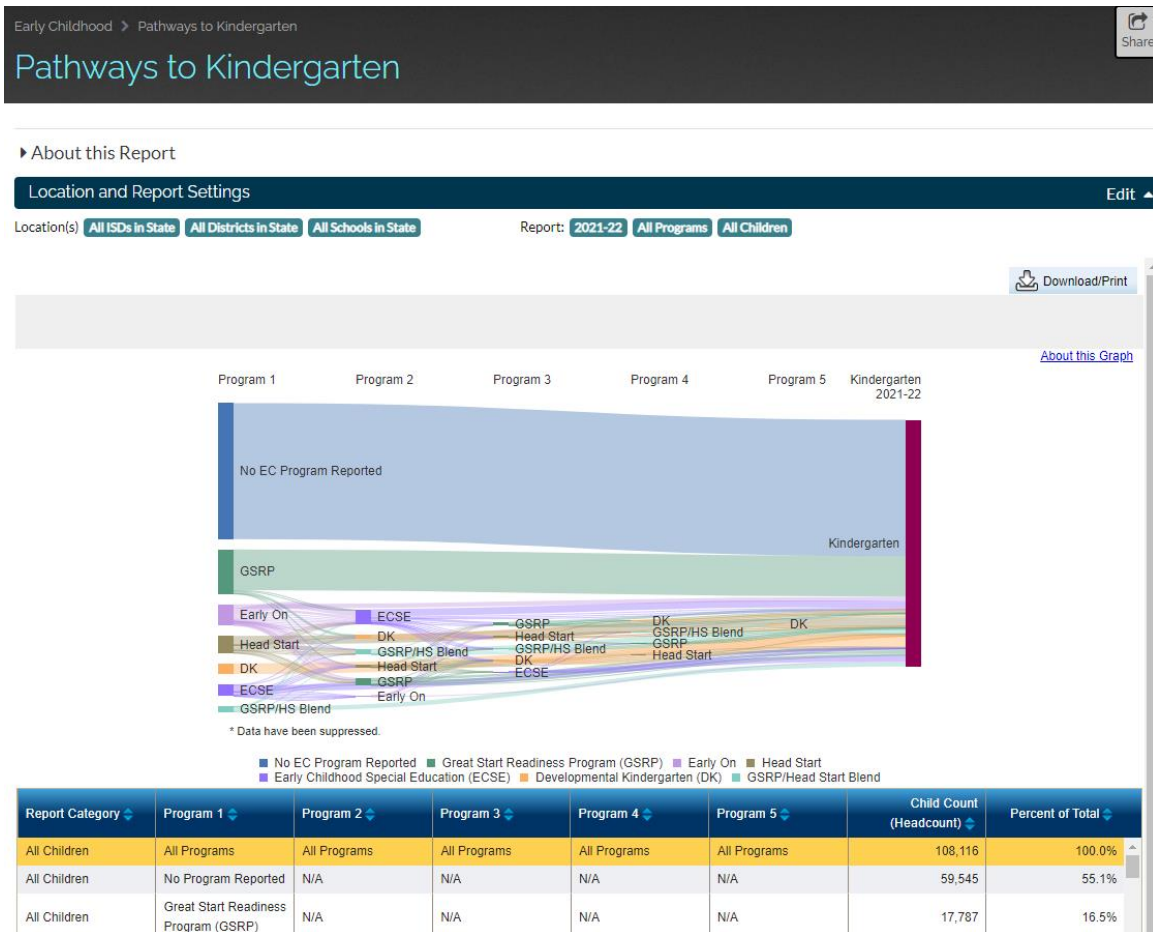 Early Childhood > Pathways to Kindergarten
Share
Pathways to Kindergarten
About this Report
Location and Report Settings
Edit
Location(s) All ISDs in State All Districts in State All Schools in State Report: 2021-22 All Programs All Children
Download/Print
About this Graph
Program 1 Program 2 Program 3 Program 4 Program 5 Kindergarten
2021-22
No EC Program Reported
Kindergarten
GSRP
Early On
Head Start
DK
ECSE
GSRP/HS Blend
ECSE
DK
GSRP/HS Blend
Head Start
GSRP
Early On
GSRP
Head Start
GSRP/HS Blend
DK
ECSE
DK
GSRP/HS Blend
GSRP
Head Start
DK
* Data have been suppressed.
No EC Program Reported Great Start Readiness Program (GSRP) Early On Head Start
Early Childhood Special Education (ECSE) Developmental Kindergarten (DK) GSRP/Head Start Blend
Report Category Program 1 Program 2 Program 3 Program 4 Program 5 Child Count (Headcount) Percent of Total
All Children All Programs All Programs All Programs All Programs All Programs 108,116 100.0%
All Children No Program Reported N/A N/A N/A N/A 59,545 55.1%
All Children Great Start Readiness Program (GSRP) N/A N/A N/A N/A 17,787 16.5%